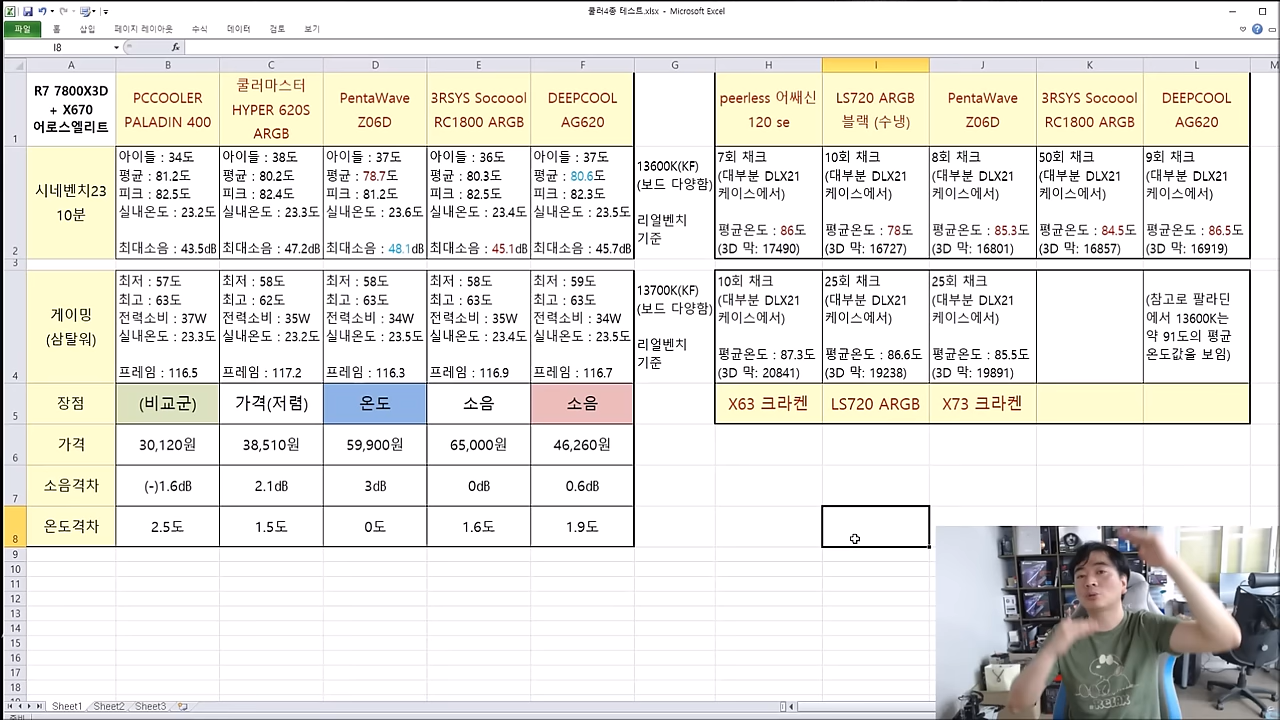 쿨러4종 테스트.xlsx - Microsoft Excel
파일 홈 삽입 페이지 레이아웃 수식 데이터 검토 보기
I8 fx
A B C D E F G H I J K L M
1
R7 7800X3D
+ X670
어로스엘리트
PCCOOLER
PALADIN 400
쿨러마스터
HYPER 620S
ARGB
PentaWave
Z06D
3RSYS Socoool
RC1800 ARGB
DEEPCOOL
AG620
peerless 어쌔신
120 se
LS720 ARGB
블랙 (수냉)
PentaWave
Z06D
3RSYS Socoool
RC1800 ARGB
DEEPCOOL
AG620
2
시네벤치23
10분
아이들 : 34도
평균 : 81.2도
피크 : 82.5도
실내온도 : 23.2도
최대소음 : 43.5dB
아이들 : 38도
평균 : 80.2도
피크 : 82.4도
실내온도 : 23.3도
최대소음 : 47.2dB
아이들 : 37도
평균 : 78.7도
피크 : 81.2도
실내온도 : 23.6도
최대소음 : 48.1dB
아이들 : 36도
평균 : 80.3도
피크 : 82.5도
실내온도 : 23.4도
최대소음 : 45.1dB
아이들 : 37도
평균 : 80.6도
피크 : 82.3도
실내온도 : 23.5도
최대소음 : 45.7dB
13600K(KF)
(보드 다양함)
리얼벤치
기준
7회 채크
(대부분 DLX21
케이스에서)
평균온도 : 86도
(3D 막: 17490)
10회 채크
(대부분 DLX21
케이스에서)
평균온도 : 78도
(3D 막: 16727)
8회 채크
(대부분 DLX21
케이스에서)
평균온도 : 85.3도
(3D 막: 16801)
50회 채크
(대부분 DLX21
케이스에서)
평균온도 : 84.5도
(3D 막: 16857)
9회 채크
(대부분 DLX21
케이스에서)
평균온도 : 86.5도
(3D 막: 16919)
3
4
게이밍
(삼탈워)
최저 : 57도
최고 : 63도
전력소비 : 37W
실내온도 : 23.3도
프레임 : 116.5
최저 : 58도
최고 : 62도
전력소비 : 35W
실내온도 : 23.2도
프레임 : 117.2
최저 : 58도
최고 : 63도
전력소비 : 34W
실내온도 : 23.5도
프레임 : 116.3
최저 : 58도
최고 : 63도
전력소비 : 35W
실내온도 : 23.4도
프레임 : 116.9
최저 : 59도
최고 : 63도
전력소비 : 34W
실내온도 : 23.5도
프레임 : 116.7
13700K(KF)
(보드 다양함)
리얼벤치
기준
10회 채크
(대부분 DLX21
케이스에서)
평균온도 : 87.3도
(3D 막: 20841)
25회 채크
(대부분 DLX21
케이스에서)
평균온도 : 86.6도
(3D 막: 19238)
25회 채크
(대부분 DLX21
케이스에서)
평균온도 : 85.5도
(3D 막: 19891)
(참고로 팔라딘
에서 13600K는
약 91도의 평균
온도값을 보임)
5 장점 (비교군) 가격(저렴) 온도 소음 소음 X63 크라켄 LS720 ARGB X73 크라켄
6 가격 30,120원 38,510원 59,900원 65,000원 46,260원
7 소음격차 (-)1.6dB 2.1dB 3dB 0dB 0.6dB
8 온도격차 2.5도 1.5도 0도 1.6도 1.9도
9
10
11
12
13
14
15
16
17
18
Sheet1 Sheet2 Sheet3
준비